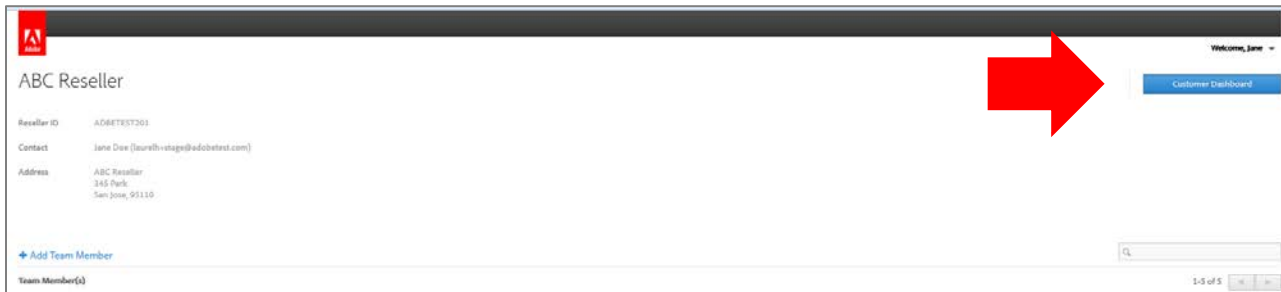 Adobe
Welcome, Jane
ABC Reseller
Customer Dashboard
Reseller ID ADBETEST201
Contact Jane Doe (laurelh+stage@adobetest.com)
Address ABC Reseller
345 Park
San Jose, 95110
+ Add Team Member
Team Member(s)
1-5 of 5